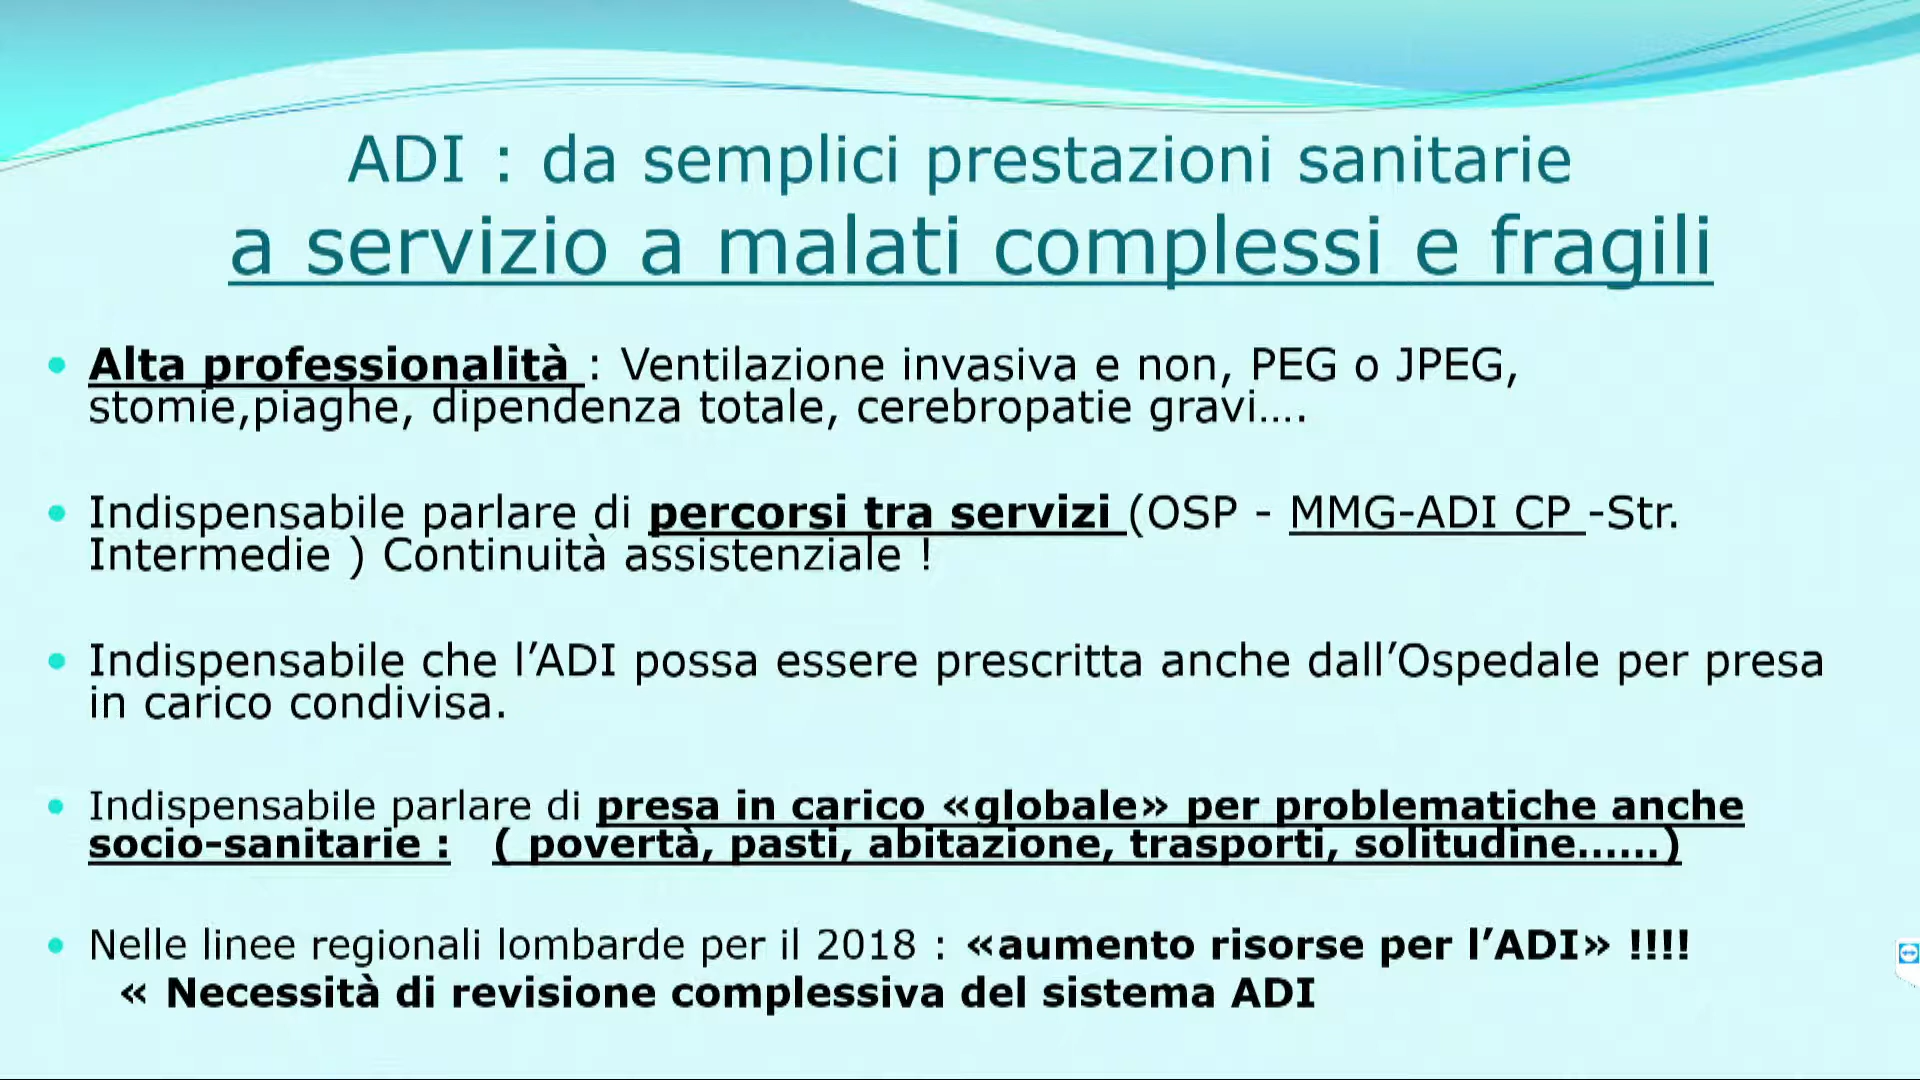 ADI : da semplici prestazioni sanitarie
a servizio a malati complessi e fragili
Alta professionalità : Ventilazione invasiva e non, PEG o JPEG,
stomie,piaghe, dipendenza totale, cerebropatie gravi....
Indispensabile parlare di percorsi tra servizi (OSP - MMG-ADI CP -Str.
Intermedie ) Continuità assistenziale !
Indispensabile che l’ADI possa essere prescritta anche dall’Ospedale per presa
in carico condivisa.
Indispensabile parlare di presa in carico «globale» per problematiche anche
socio-sanitarie : ( povertà, pasti, abitazione, trasporti, solitudine......)
Nelle linee regionali lombarde per il 2018 : «aumento risorse per l’ADI» !!!!
« Necessità di revisione complessiva del sistema ADI